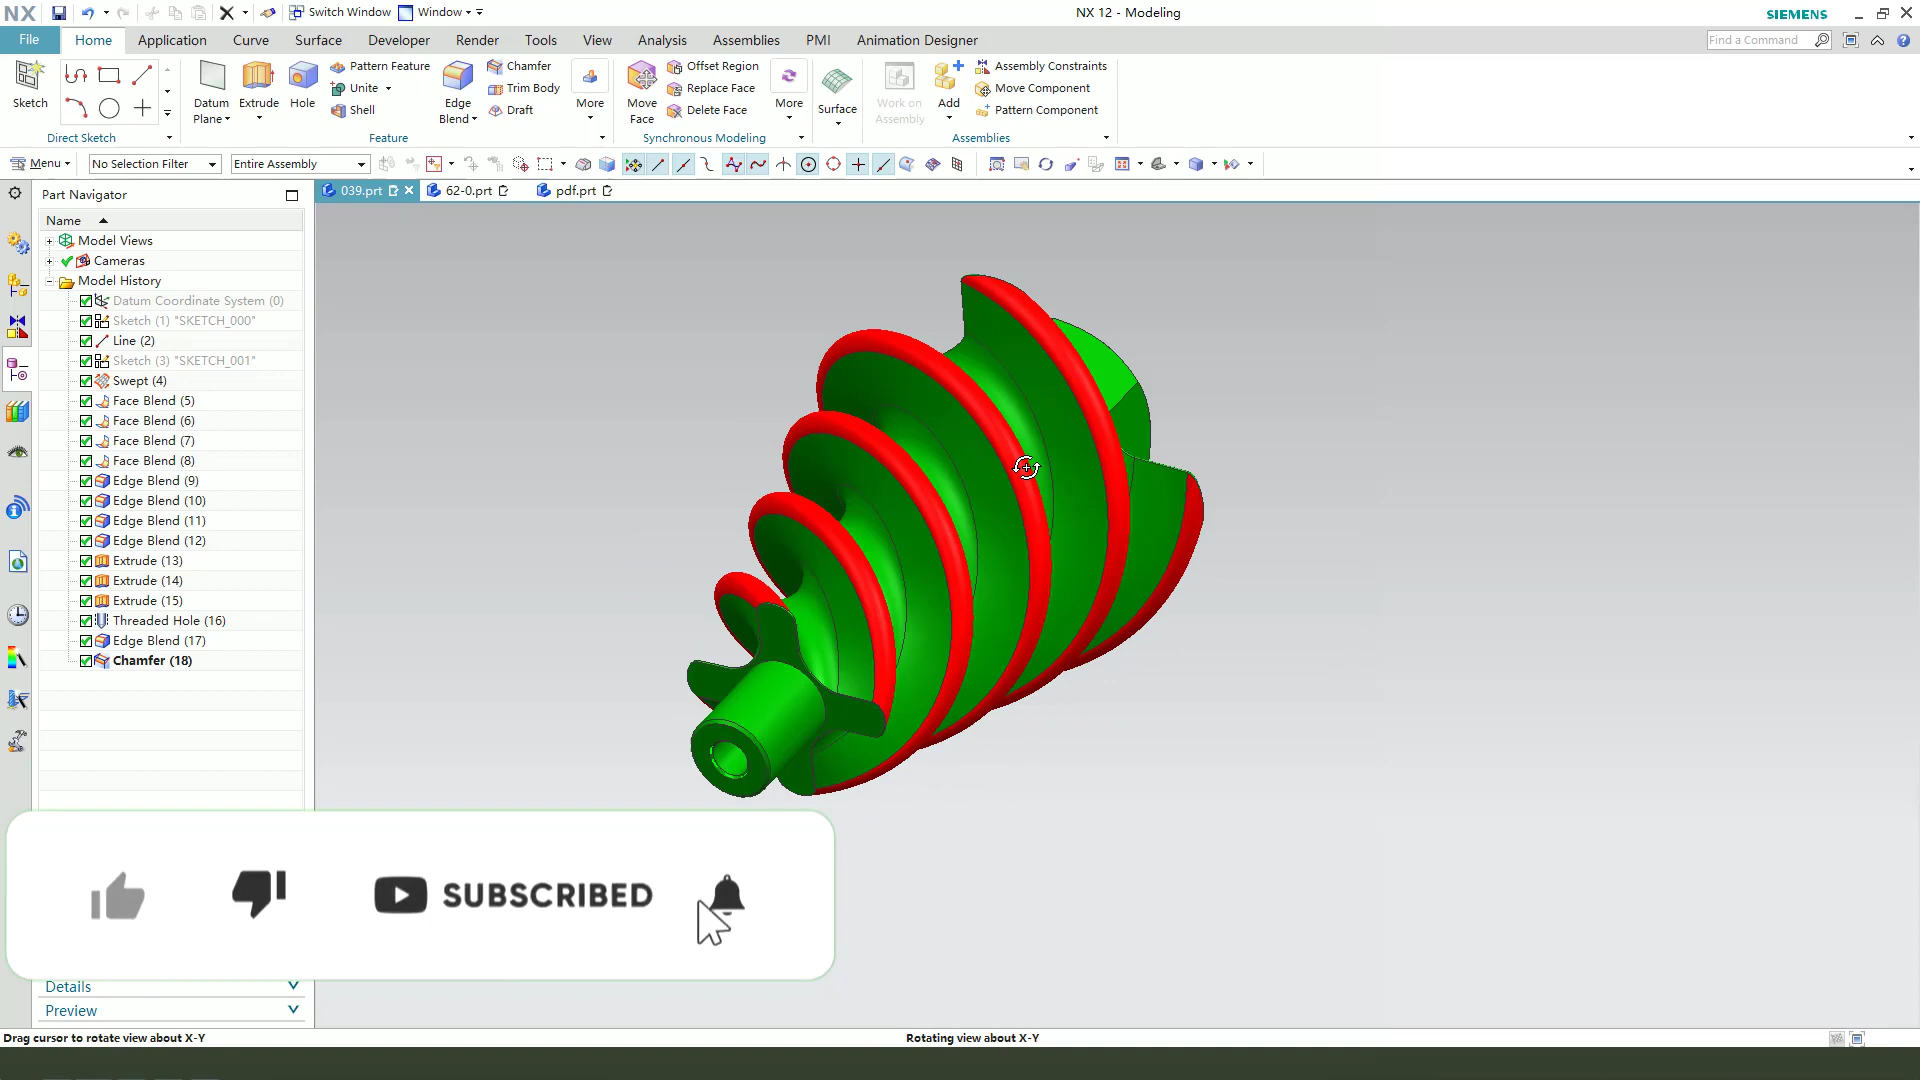 NX
Switch Window
Window
NX 12 - Modeling
SIEMENS
File
Home
Application
Curve
Surface
Developer
Render
Tools
View
Analysis
Assemblies
PMI
Animation Designer
Find a Command
Sketch
Direct Sketch
Datum
Plane
Extrude
Hole
Pattern Feature
Unite
Shell
Edge
Blend
Chamfer
Trim Body
Draft
More
Feature
Move
Face
Offset Region
Replace Face
Delete Face
More
Synchronous Modeling
Surface
Work on
Assembly
Add
Assembly Constraints
Move Component
Pattern Component
Assemblies
Menu
No Selection Filter
Entire Assembly
Part Navigator
039.prt
62-0.prt
pdf.prt
Name
Model Views
Cameras
Model History
Datum Coordinate System (0)
Sketch (1) "SKETCH_000"
Line (2)
Sketch (3) "SKETCH_001"
Swept (4)
Face Blend (5)
Face Blend (6)
Face Blend (7)
Face Blend (8)
Edge Blend (9)
Edge Blend (10)
Edge Blend (11)
Edge Blend (12)
Extrude (13)
Extrude (14)
Extrude (15)
Threaded Hole (16)
Edge Blend (17)
Chamfer (18)
SUBSCRIBED
Details
Preview
Drag cursor to rotate view about X-Y
Rotating view about X-Y